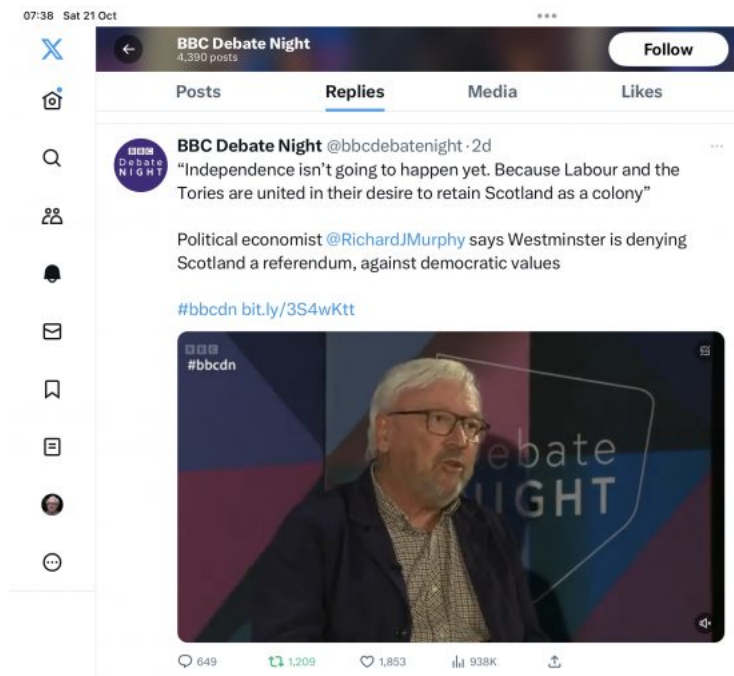 07:38 Sat 21 Oct
BBC Debate Night
4,390 posts
Follow
Posts
Replies
Media
Likes
BBC
Debate
NIGHT
BBC Debate Night @bbcdebatenight · 2d
“Independence isn’t going to happen yet. Because Labour and the
Tories are united in their desire to retain Scotland as a colony”
Political economist @RichardJMurphy says Westminster is denying
Scotland a referendum, against democratic values
#bbcdn bit.ly/3S4wKtt
BBC
#bbcdn
ebate
IGHT
649
1,209
1,853
938K